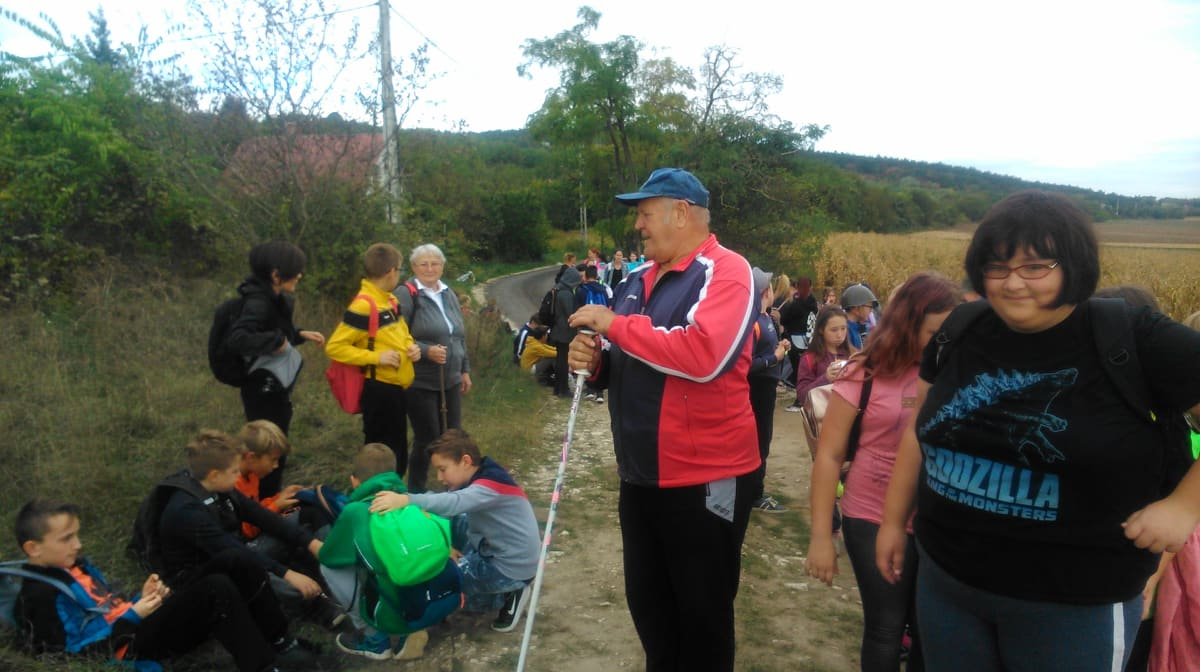 GODZILLA
KING OF THE MONSTERS